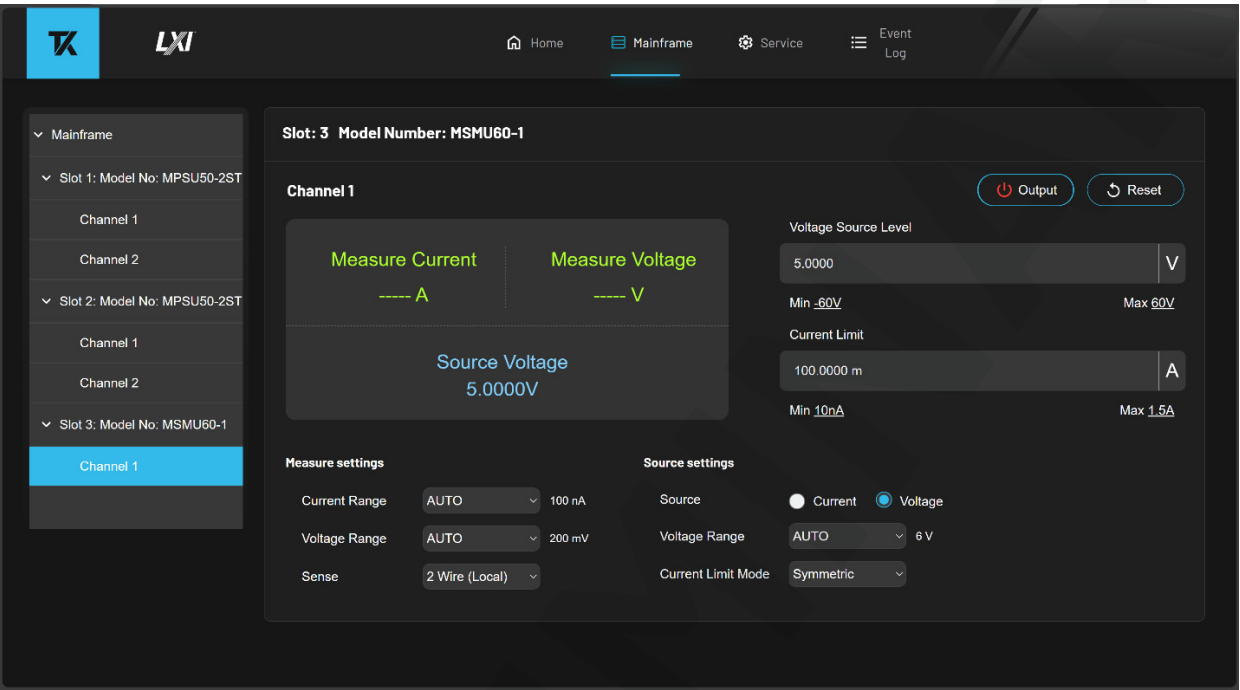 TK
LXI
Home
Mainframe
Service
Event
Log
Mainframe
Slot 1: Model No: MPSU50-2ST
Channel 1
Channel 2
Slot 2: Model No: MPSU50-2ST
Channel 1
Channel 2
Slot 3: Model No: MSMU60-1
Channel 1
Slot: 3 Model Number: MSMU60-1
Channel 1
Output
Reset
Measure Current
----- A
Measure Voltage
----- V
Source Voltage
5.0000V
Voltage Source Level
5.0000 V
Min -60V Max 60V
Current Limit
100.0000 m A
Min 10nA Max 1.5A
Measure settings
Current Range AUTO 100 nA
Voltage Range AUTO 200 mV
Sense 2 Wire (Local)
Source settings
Source Current Voltage
Voltage Range AUTO 6 V
Current Limit Mode Symmetric